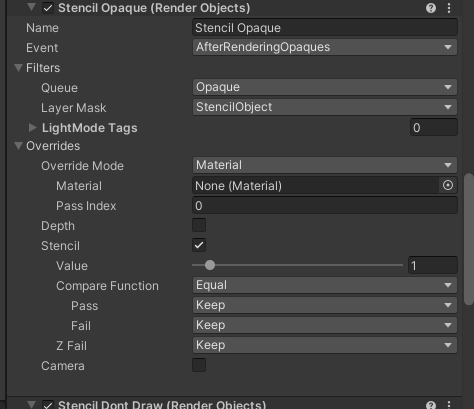 Stencil Opaque (Render Objects)
Name Stencil Opaque
Event AfterRenderingOpaques
Filters
Queue Opaque
Layer Mask StencilObject
LightMode Tags 0
Overrides
Override Mode Material
Material None (Material)
Pass Index 0
Depth
Stencil
Value 1
Compare Function Equal
Pass Keep
Fail Keep
Z Fail Keep
Camera
Stencil Dont Draw (Render Objects)